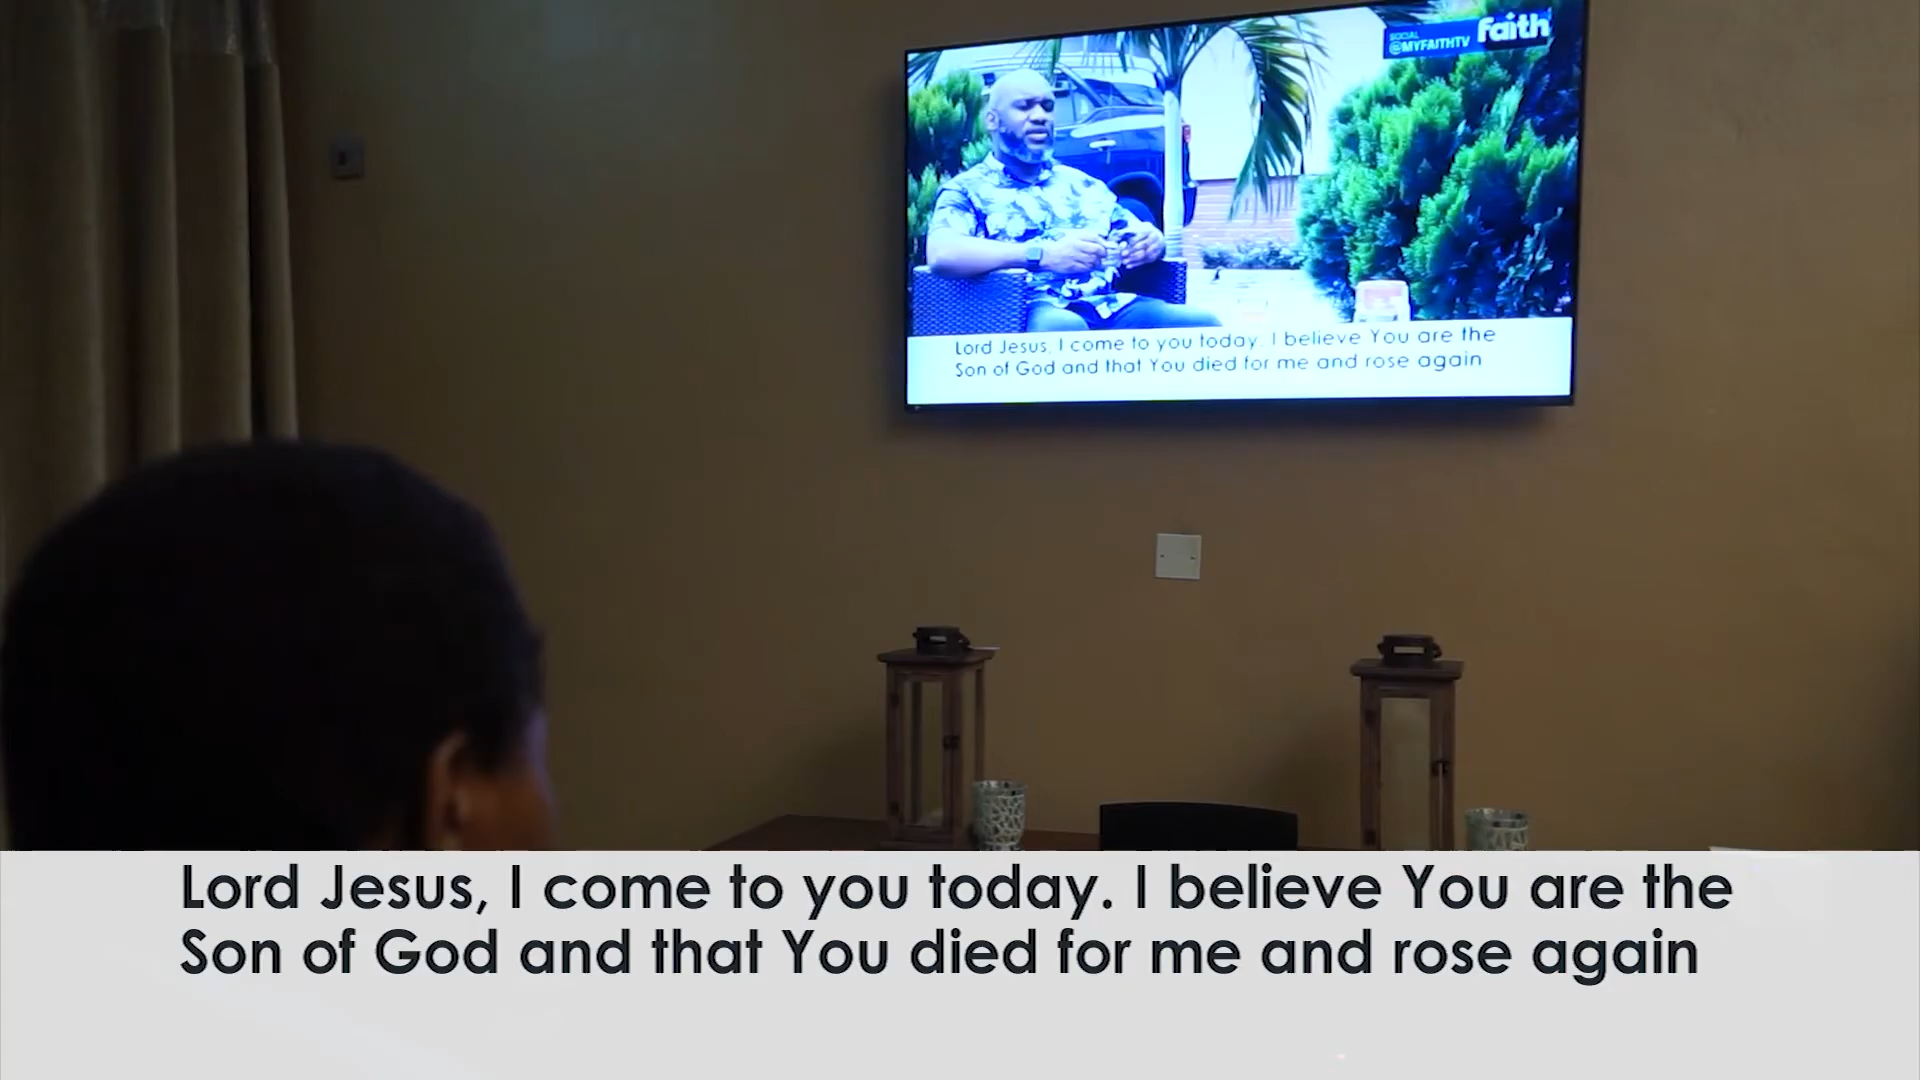 SOCIAL
@MYFAITHTV
faith
Lord Jesus, I come to you today. I believe You are the
Son of God and that You died for me and rose again
Lord Jesus, I come to you today. I believe You are the
Son of God and that You died for me and rose again